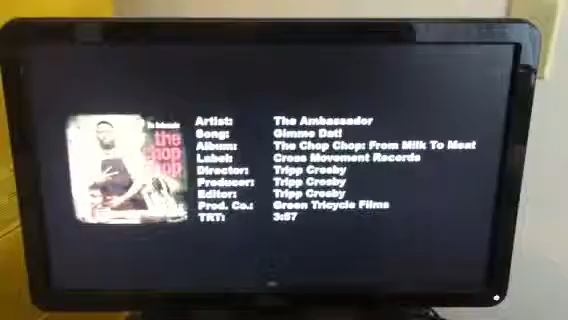 The Ambassador
the
chop
chop
Artist: The Ambassador
Song: Gimme Dat!
Album: The Chop Chop: From Milk To Meat
Label: Cross Movement Records
Director: Tripp Crosby
Producer: Tripp Crosby
Editor: Tripp Crosby
Prod. Co.: Green Tricycle Films
TRT: 3:57